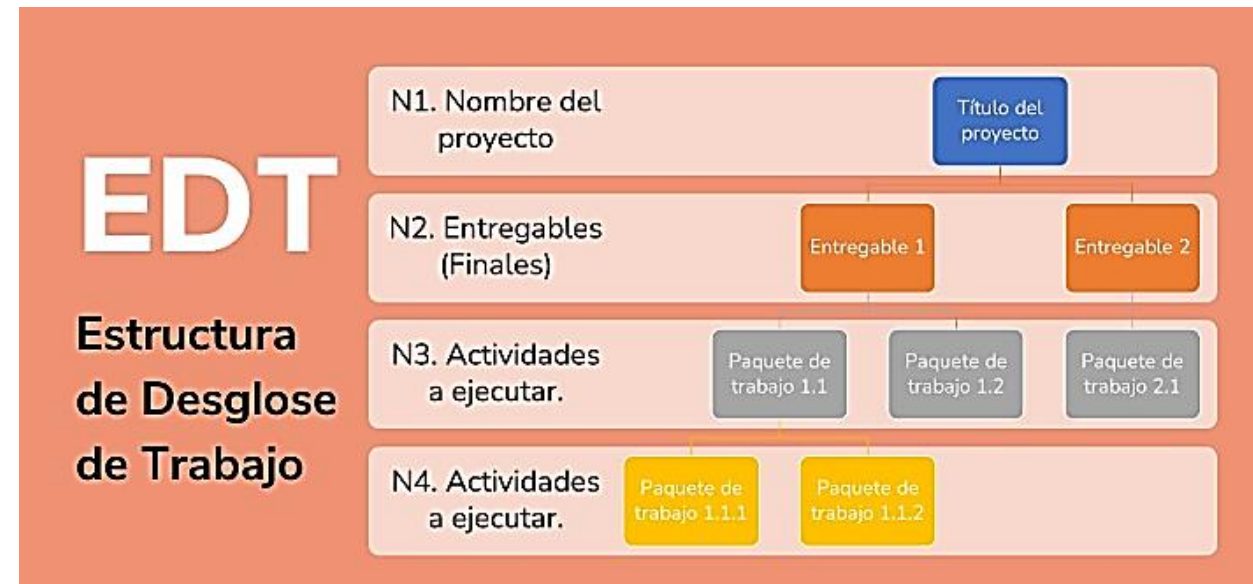 EDT
Estructura
de Desglose
de Trabajo
N1. Nombre del
proyecto
Título del
proyecto
N2. Entregables
(Finales)
Entregable 1
Entregable 2
N3. Actividades
a ejecutar.
Paquete de
trabajo 1.1
Paquete de
trabajo 1.2
Paquete de
trabajo 2.1
N4. Actividades
a ejecutar.
Paquete de
trabajo 1.1.1
Paquete de
trabajo 1.1.2